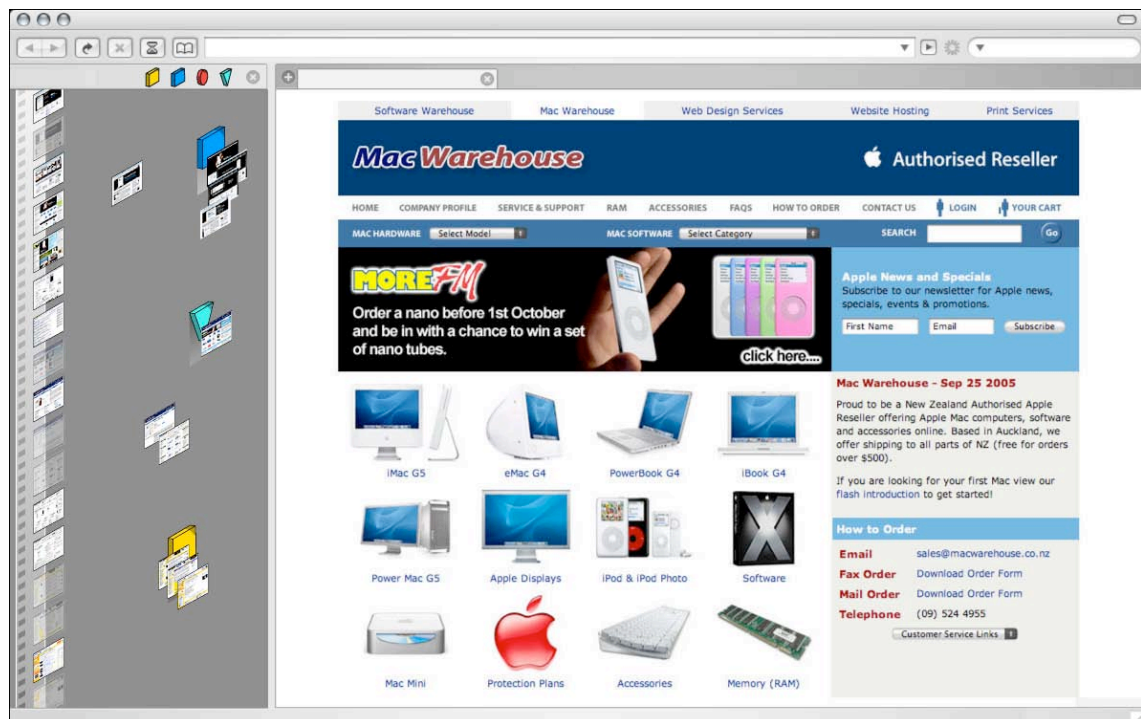 Software Warehouse
Mac Warehouse
Web Design Services
Website Hosting
Print Services
Mac Warehouse
Authorised Reseller
HOME
COMPANY PROFILE
SERVICE & SUPPORT
RAM
ACCESSORIES
FAQS
HOW TO ORDER
CONTACT US
LOGIN
YOUR CART
MAC HARDWARE
Select Model
MAC SOFTWARE
Select Category
SEARCH
Go
MOREFM
Order a nano before 1st October
and be in with a chance to win a set
of nano tubes.
click here....
Apple News and Specials
Subscribe to our newsletter for Apple news,
specials, events & promotions.
First Name
Email
Subscribe
iMac G5
eMac G4
PowerBook G4
iBook G4
Power Mac G5
Apple Displays
iPod & iPod Photo
Software
Mac Mini
Protection Plans
Accessories
Memory (RAM)
Mac Warehouse - Sep 25 2005
Proud to be a New Zealand Authorised Apple
Reseller offering Apple Mac computers, software
and accessories online. Based in Auckland, we
offer shipping to all parts of NZ (free for orders
over $500).
If you are looking for your first Mac view our
flash introduction to get started!
How to Order
Email sales@macwarehouse.co.nz
Fax Order Download Order Form
Mail Order Download Order Form
Telephone (09) 524 4955
Customer Service Links